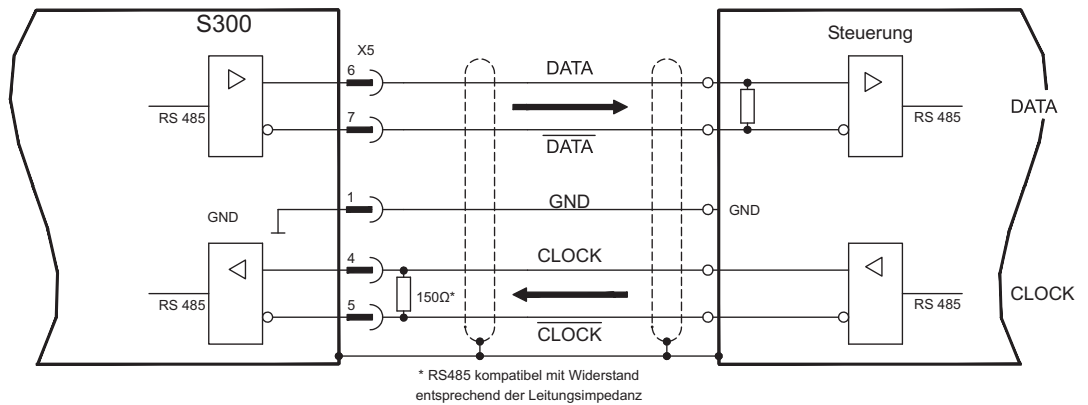 S300
Steuerung
X5
6
DATA
RS 485
RS 485
DATA
7
DATA
1
GND
GND
GND
4
CLOCK
RS 485
150Ω*
RS 485
CLOCK
5
CLOCK
* RS485 kompatibel mit Widerstand
entsprechend der Leitungsimpedanz